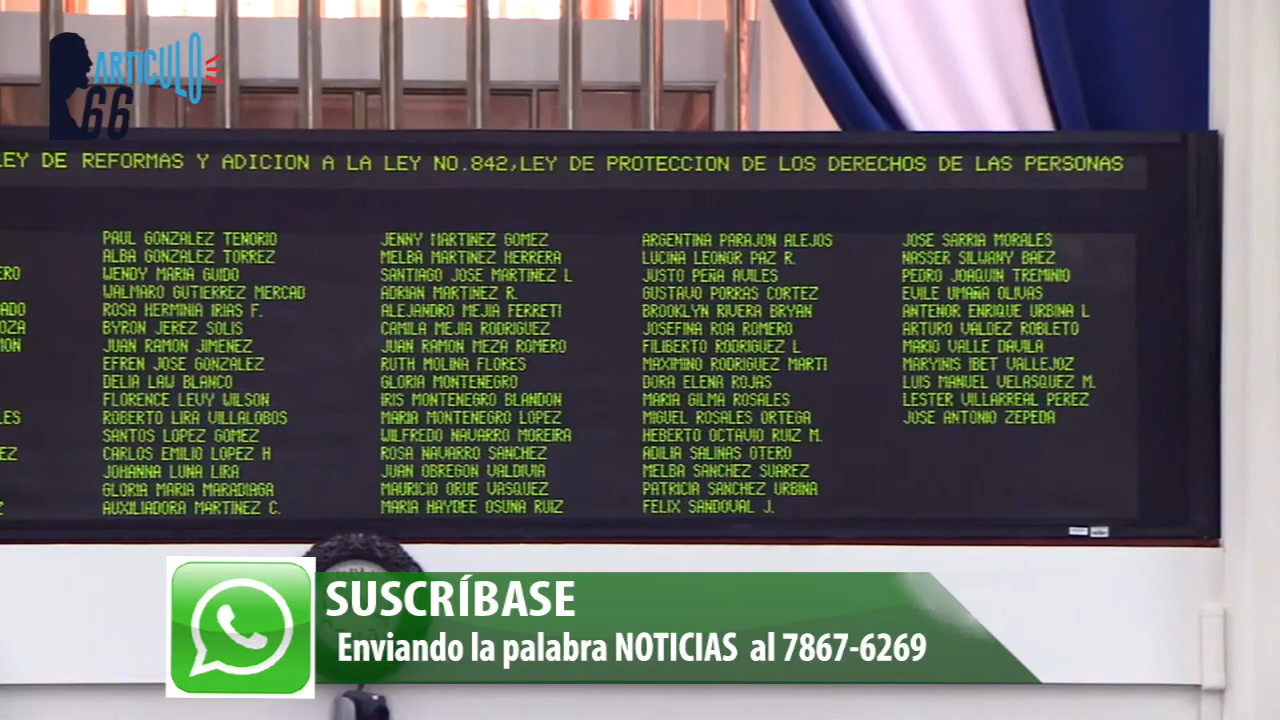 ARTICULO
66
LEY DE REFORMAS Y ADICION A LA LEY NO.842,LEY DE PROTECCION DE LOS DERECHOS DE LAS PERSONAS
PAUL GONZALEZ TENORIO
ALBA GONZALEZ TORREZ
WENDY MARIA GUIDO
WALMARO GUTIERREZ MERCAD
ROSA HERMINIA IRIAS F.
BYRON JEREZ SOLIS
JUAN RAMON JIMENEZ
EFREN JOSE GONZALEZ
DELIA LAW BLANCO
FLORENCE LEVY WILSON
ROBERTO LIRA VILLALOBOS
SANTOS LOPEZ GOMEZ
CARLOS EMILIO LOPEZ H
JOHANNA LUNA LIRA
GLORIA MARIA MARADIAGA
AUXILIADORA MARTINEZ C.
JENNY MARTINEZ GOMEZ
MELBA MARTINEZ HERRERA
SANTIAGO JOSE MARTINEZ L
ADRIAN MARTINEZ R.
ALEJANDRO MEJIA FERRETI
CAMILA MEJIA RODRIGUEZ
JUAN RAMON MEZA ROMERO
RUTH MOLINA FLORES
GLORIA MONTENEGRO
IRIS MONTENEGRO BLANDON
MARIA MONTENEGRO LOPEZ
WILFREDO NAVARRO MOREIRA
ROSA NAVARRO SANCHEZ
JUAN OBREGON VALDIVIA
MAURICIO ORUE VASQUEZ
MARIA HAYDEE OSUNA RUIZ
ARGENTINA PARAJON ALEJOS
LUCINA LEONOR PAZ R.
JUSTO PEÑA AVILES
GUSTAVO PORRAS CORTEZ
BROOKLYN RIVERA BRYAN
JOSEFINA ROA ROMERO
FILIBERTO RODRIGUEZ L
MAXIMINO RODRIGUEZ MARTI
DORA ELENA ROJAS
MARIA GILMA ROSALES
MIGUEL ROSALES ORTEGA
HEBERTO OCTAVIO RUIZ M.
ADILIA SALINAS OTERO
MELBA SANCHEZ SUAREZ
PATRICIA SANCHEZ URBINA
FELIX SANDOVAL J.
JOSE SARRIA MORALES
NASSER SILWANY BAEZ
PEDRO JOAQUIN TREMINIO
EVILE UMAÑA OLIVAS
ANTENOR ENRIQUE URBINA L
ARTURO VALDEZ ROBLETO
MARIO VALLE DAVILA
MARYNIS IBET VALLEJOZ
LUIS MANUEL VELASQUEZ M.
LESTER VILLARREAL PEREZ
JOSE ANTONIO ZEPEDA
SUSCRÍBASE
Enviando la palabra NOTICIAS al 7867-6269